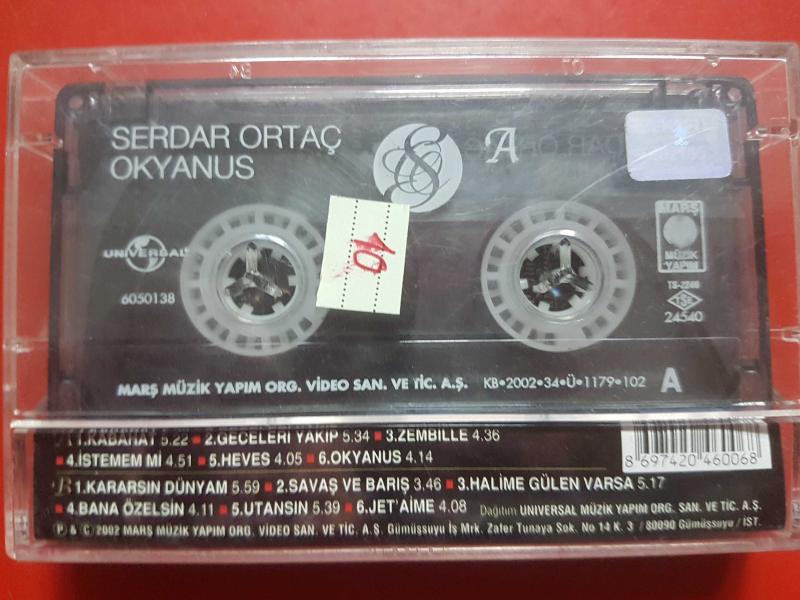 SERDAR ORTAÇ
OKYANUS
A
10
UNIVERSAL
6050138
MARŞ
MÜZİK
YAPIM
TS-2246
TSE
24540
MARŞ MÜZİK YAPIM ORG. VİDEO SAN. VE TİC. A.Ş. KB•2002•34•Ü•1179•102 A
A 1.KABAHAT 5.22 ■ 2.GECELERİ YAKIP 5.34 ■ 3.ZEMBİLLE 4.36
■ 4.İSTEMEM Mİ 4.51 ■ 5.HEVES 4.05 ■ 6.OKYANUS 4.14
8 697420 460068
B 1.KARARSIN DÜNYAM 5.59 ■ 2.SAVAŞ VE BARIŞ 3.46 ■ 3.HALİME GÜLEN VARSA 5.17
■ 4.BANA ÖZELSİN 4.11 ■ 5.UTANSIN 5.39 ■ 6.JET'AİME 4.08 Dağıtım UNIVERSAL MÜZİK YAPIM ORG. SAN. VE TİC. A.Ş.
℗ & © 2002 MARŞ MÜZİK YAPIM ORG. VİDEO SAN. VE TİC. A.Ş. Gümüşsuyu İş Mrk. Zafer Tunaya Sok. No 14 K. 3 / 80090 Gümüşsuyu / İST.